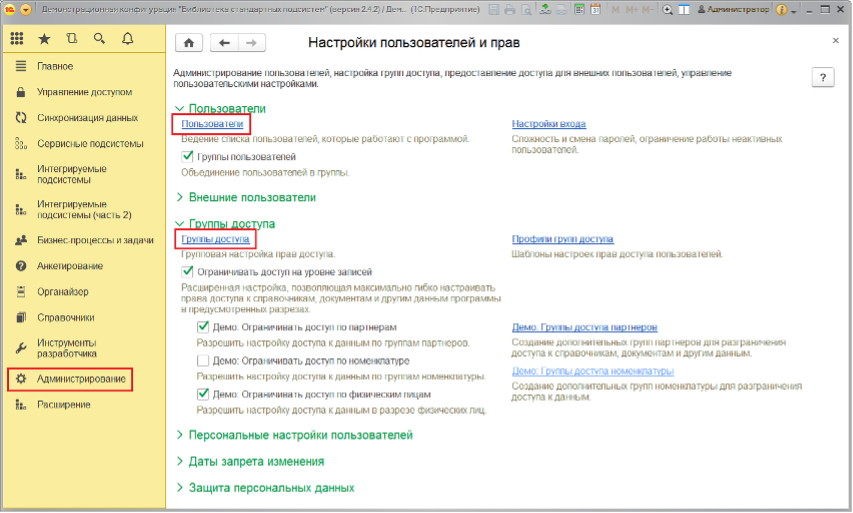 Демонстрационная конфигурация "Библиотека стандартных подсистем" (версия 2.4.2) / Дем... (1С:Предприятие)
M M+ M-
Администратор
Настройки пользователей и прав
Главное
Управление доступом
Синхронизация данных
Сервисные подсистемы
Интегрируемые
подсистемы
Интегрируемые
подсистемы (часть 2)
Бизнес-процессы и задачи
Анкетирование
Органайзер
Справочники
Инструменты
разработчика
Администрирование
Расширение
Администрирование пользователей, настройка групп доступа, предоставление доступа для внешних пользователей, управление
пользовательскими настройками.
?
Пользователи
Пользователи
Настройки входа
Ведение списка пользователей, которые работают с программой.
Сложность и смена паролей, ограничение работы неактивных
пользователей.
Группы пользователей
Объединение пользователей в группы.
Внешние пользователи
Группы доступа
Группы доступа
Профили групп доступа
Групповая настройка прав доступа.
Шаблоны настроек прав доступа пользователей.
Ограничивать доступ на уровне записей
Расширенная настройка, позволяющая максимально гибко настраивать
права доступа к справочникам, документам и другим данным программы
в предусмотренных разрезах.
Демо: Ограничивать доступ по партнерам
Демо: Группы доступа партнеров
Разрешить настройку доступа к данным по группам партнеров.
Создание дополнительных групп партнеров для разграничения
доступа к справочникам, документам и другим данным.
Демо: Ограничивать доступ по номенклатуре
Демо: Группы доступа номенклатуры
Разрешить настройку доступа к данным по группам номенклатуры.
Создание дополнительных групп номенклатуры для разграничения
доступа к данным.
Демо: Ограничивать доступ по физическим лицам
Разрешить настройку доступа к данным в разрезе физических лиц.
Персональные настройки пользователей
Даты запрета изменения
Защита персональных данных